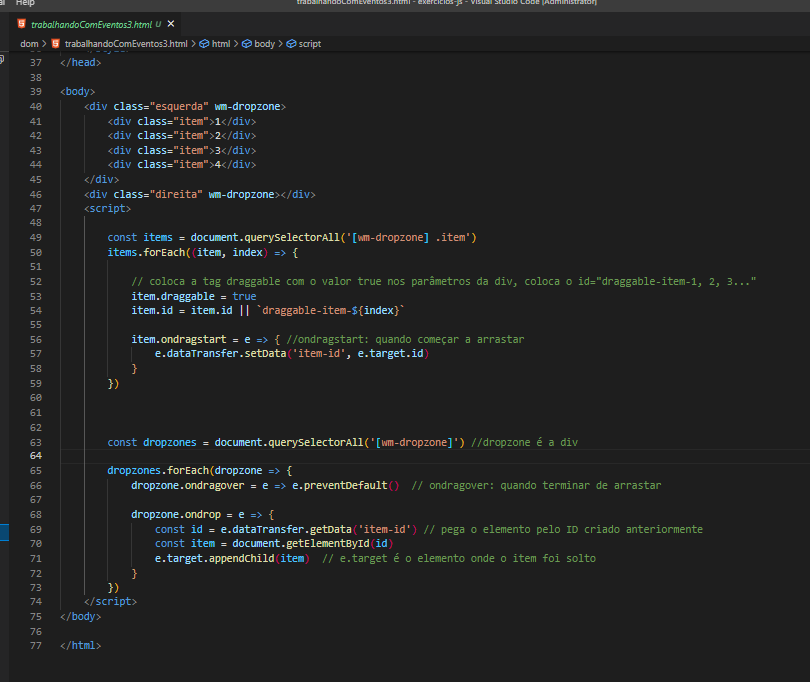 Help
trabalhandoComEventos3.html - exercicios-js - Visual Studio Code [Administrator]
trabalhandoComEventos3.html U ×
dom > trabalhandoComEventos3.html > html > body > script
37 </head>
38
39 <body>
40 <div class="esquerda" wm-dropzone>
41 <div class="item">1</div>
42 <div class="item">2</div>
43 <div class="item">3</div>
44 <div class="item">4</div>
45 </div>
46 <div class="direita" wm-dropzone></div>
47 <script>
48
49 const items = document.querySelectorAll('[wm-dropzone] .item')
50 items.forEach((item, index) => {
51
52 // coloca a tag draggable com o valor true nos parâmetros da div, coloca o id="draggable-item-1, 2, 3..."
53 item.draggable = true
54 item.id = item.id || `draggable-item-${index}`
55
56 item.ondragstart = e => { //ondragstart: quando começar a arrastar
57 e.dataTransfer.setData('item-id', e.target.id)
58 }
59 })
60
61
62
63 const dropzones = document.querySelectorAll('[wm-dropzone]') //dropzone é a div
64
65 dropzones.forEach(dropzone => {
66 dropzone.ondragover = e => e.preventDefault() // ondragover: quando terminar de arrastar
67
68 dropzone.ondrop = e => {
69 const id = e.dataTransfer.getData('item-id') // pega o elemento pelo ID criado anteriormente
70 const item = document.getElementById(id)
71 e.target.appendChild(item) // e.target é o elemento onde o item foi solto
72 }
73 })
74 </script>
75 </body>
76
77 </html>